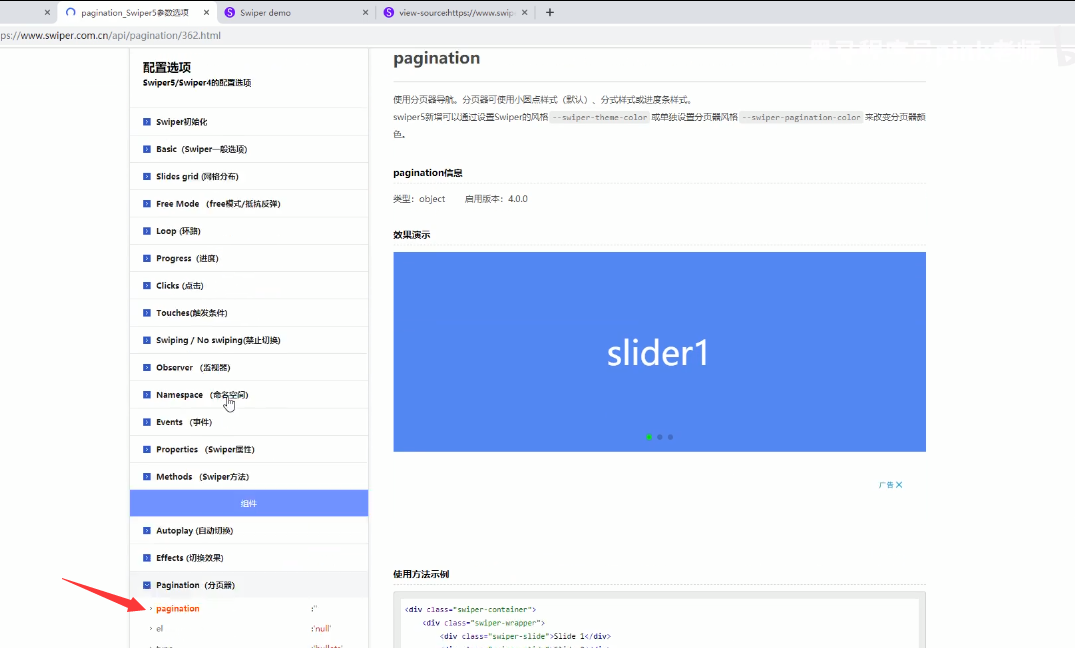 pagination_Swiper5参数选项
Swiper demo
view-source:https://www.swip
ps://www.swiper.com.cn/api/pagination/362.html
配置选项
Swiper5/Swiper4的配置选项
Swiper初始化
Basic（Swiper一般选项）
Slides grid (网格分布)
Free Mode （free模式/抵抗反弹)
Loop (环路)
Progress（进度）
Clicks (点击)
Touches(触发条件)
Swiping / No swiping(禁止切换)
Observer （监视器）
Namespace （命名空间)
Events （事件）
Properties （Swiper属性)
Methods （Swiper方法)
组件
Autoplay (自动切换)
Effects (切换效果)
Pagination（分页器）
pagination :''
el :'null'
pagination
使用分页器导航。分页器可使用小圆点样式（默认）、分式样式或进度条样式。
swiper5新增可以通过设置Swiper的风格 --swiper-theme-color 或单独设置分页器风格 --swiper-pagination-color 来改变分页器颜
色。
pagination信息
类型：object 启用版本：4.0.0
效果演示
slider1
广告
使用方法示例
<div class="swiper-container">
<div class="swiper-wrapper">
<div class="swiper-slide">Slide 1</div>